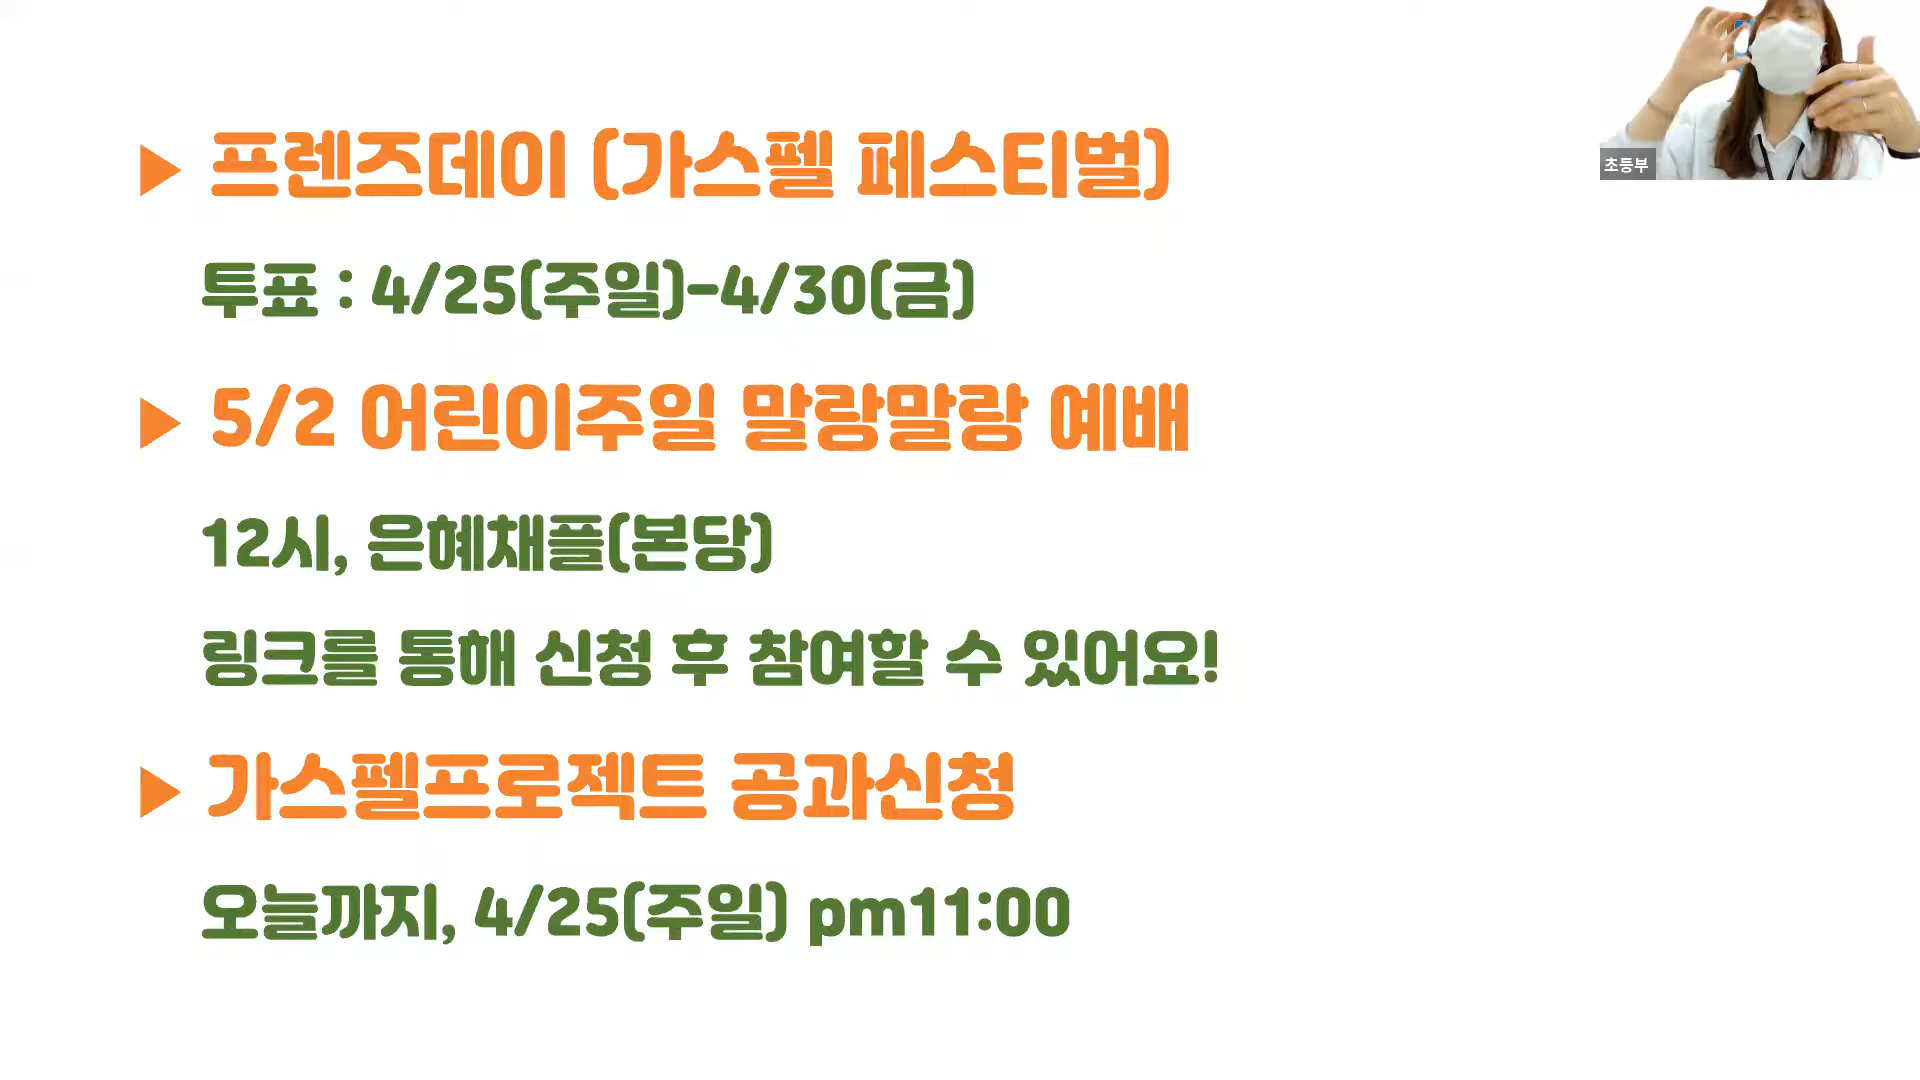 ▶ 프렌즈데이 (가스펠 페스티벌)
투표 : 4/25(주일)-4/30(금)
▶ 5/2 어린이주일 말랑말랑 예배
12시, 은혜채플(본당)
링크를 통해 신청 후 참여할 수 있어요!
▶ 가스펠프로젝트 공과신청
오늘까지, 4/25(주일) pm11:00
초등부